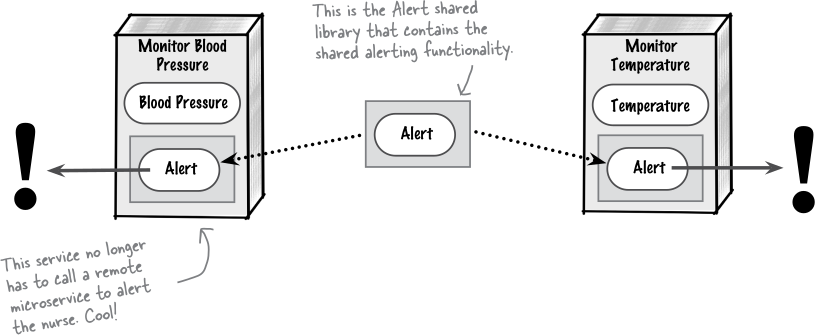 This is the Alert shared
library that contains the
shared alerting functionality.
Monitor Blood
Pressure
Blood Pressure
Alert
Alert
Monitor
Temperature
Temperature
Alert
This service no longer
has to call a remote
microservice to alert
the nurse. Cool!